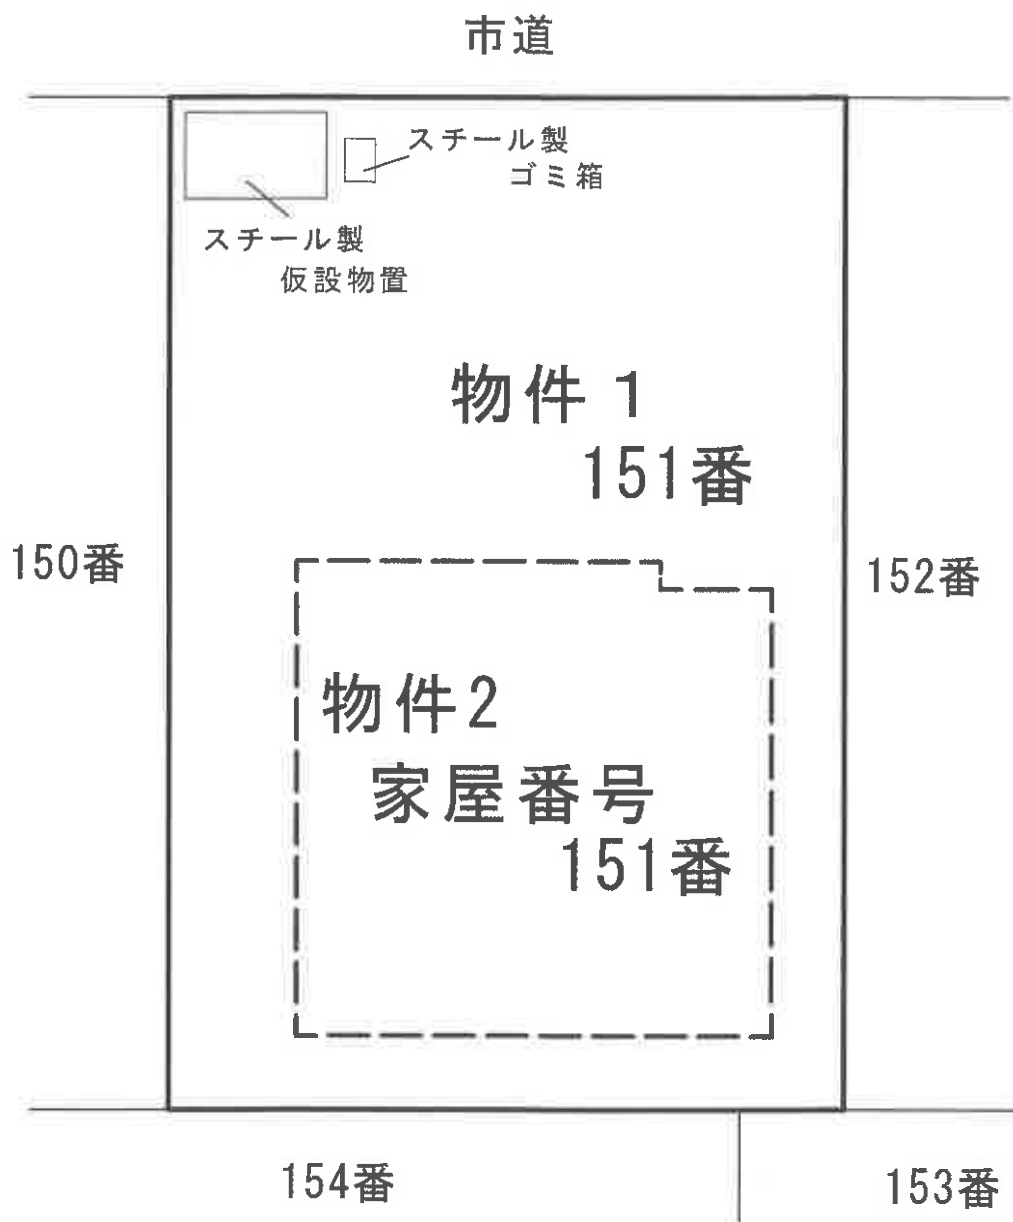 市道
スチール製
ゴミ箱
スチール製
仮設物置
物件1
151番
150番
152番
物件2
家屋番号
151番
154番
153番